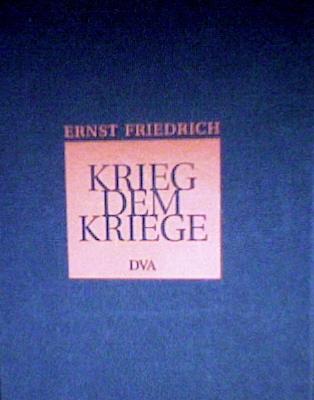 ERNST FRIEDRICH
KRIEG
DEM
KRIEGE
DVA